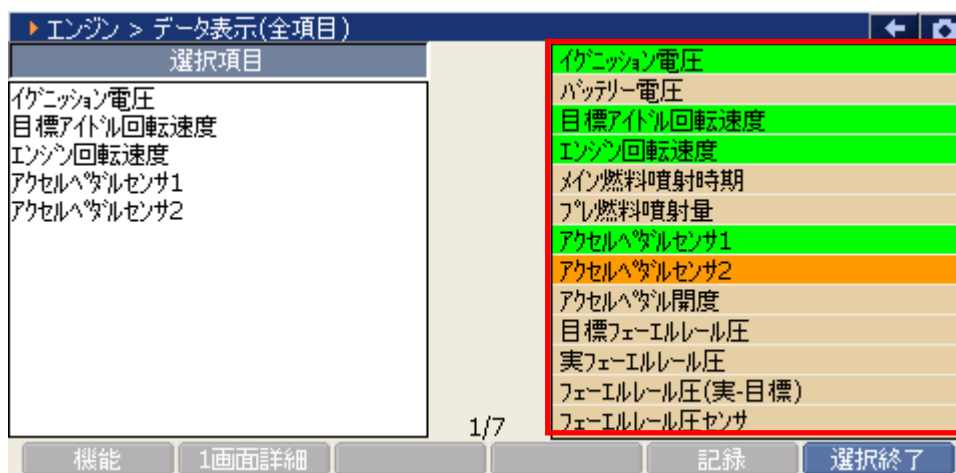 エンジン > データ表示(全項目)
選択項目
イグニッション電圧
目標アイドル回転速度
エンジン回転速度
アクセルペダルセンサ1
アクセルペダルセンサ2
イグニッション電圧
バッテリー電圧
目標アイドル回転速度
エンジン回転速度
メイン燃料噴射時期
プレ燃料噴射量
アクセルペダルセンサ1
アクセルペダルセンサ2
アクセルペダル開度
目標フューエルレール圧
実フューエルレール圧
フューエルレール圧(実-目標)
フューエルレール圧センサ
1/7
機能
1画面詳細
記録
選択終了